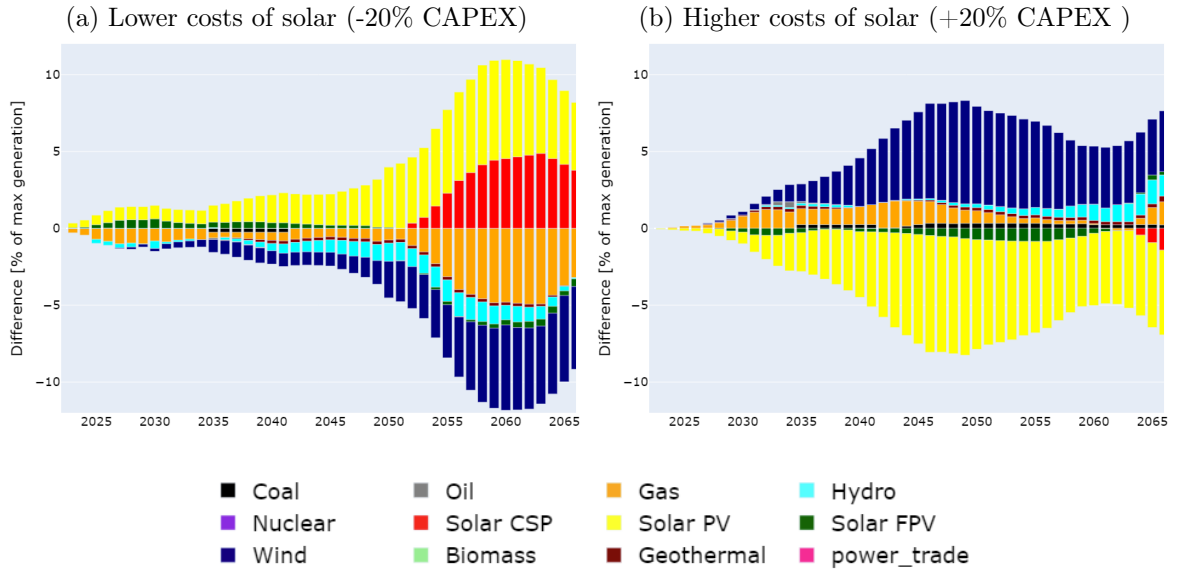 (a) Lower costs of solar (-20% CAPEX)
(b) Higher costs of solar (+20% CAPEX )
Difference [% of max generation]
10
5
0
−5
−10
2025 2030 2035 2040 2045 2050 2055 2060 2065
Difference [% of max generation]
10
5
0
−5
−10
2025 2030 2035 2040 2045 2050 2055 2060 2065
Coal Oil Gas Hydro
Nuclear Solar CSP Solar PV Solar FPV
Wind Biomass Geothermal power_trade